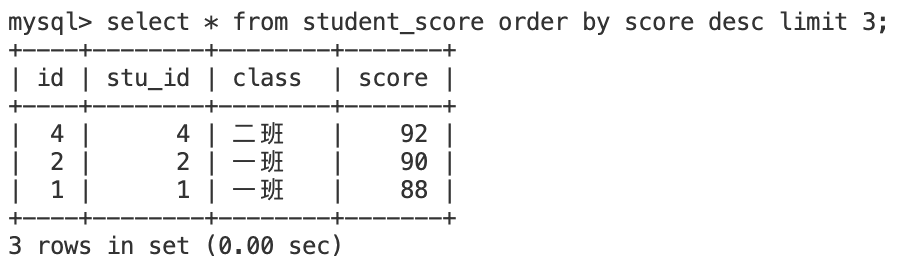 mysql> select * from student_score order by score desc limit 3;
+----+--------+--------+-------+
| id | stu_id | class  | score |
+----+--------+--------+-------+
|  4 |      4 | 二班   |    92 |
|  2 |      2 | 一班   |    90 |
|  1 |      1 | 一班   |    88 |
+----+--------+--------+-------+
3 rows in set (0.00 sec)